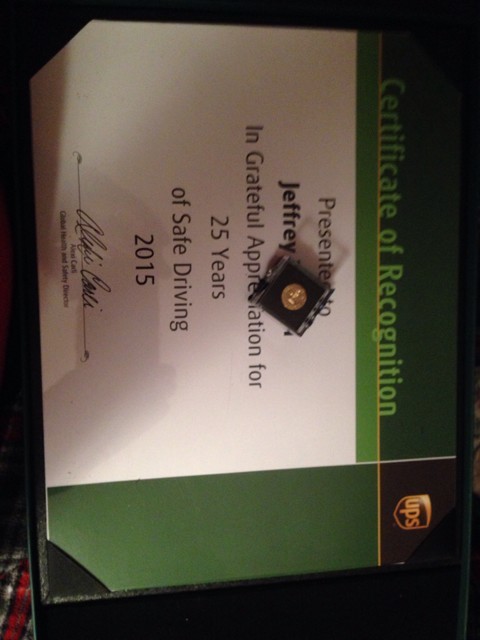 Certificate of Recognition
ups
Presented to
Jeffrey
In Grateful Appreciation for
25 Years
of Safe Driving
2015
Global Health and Safety Director